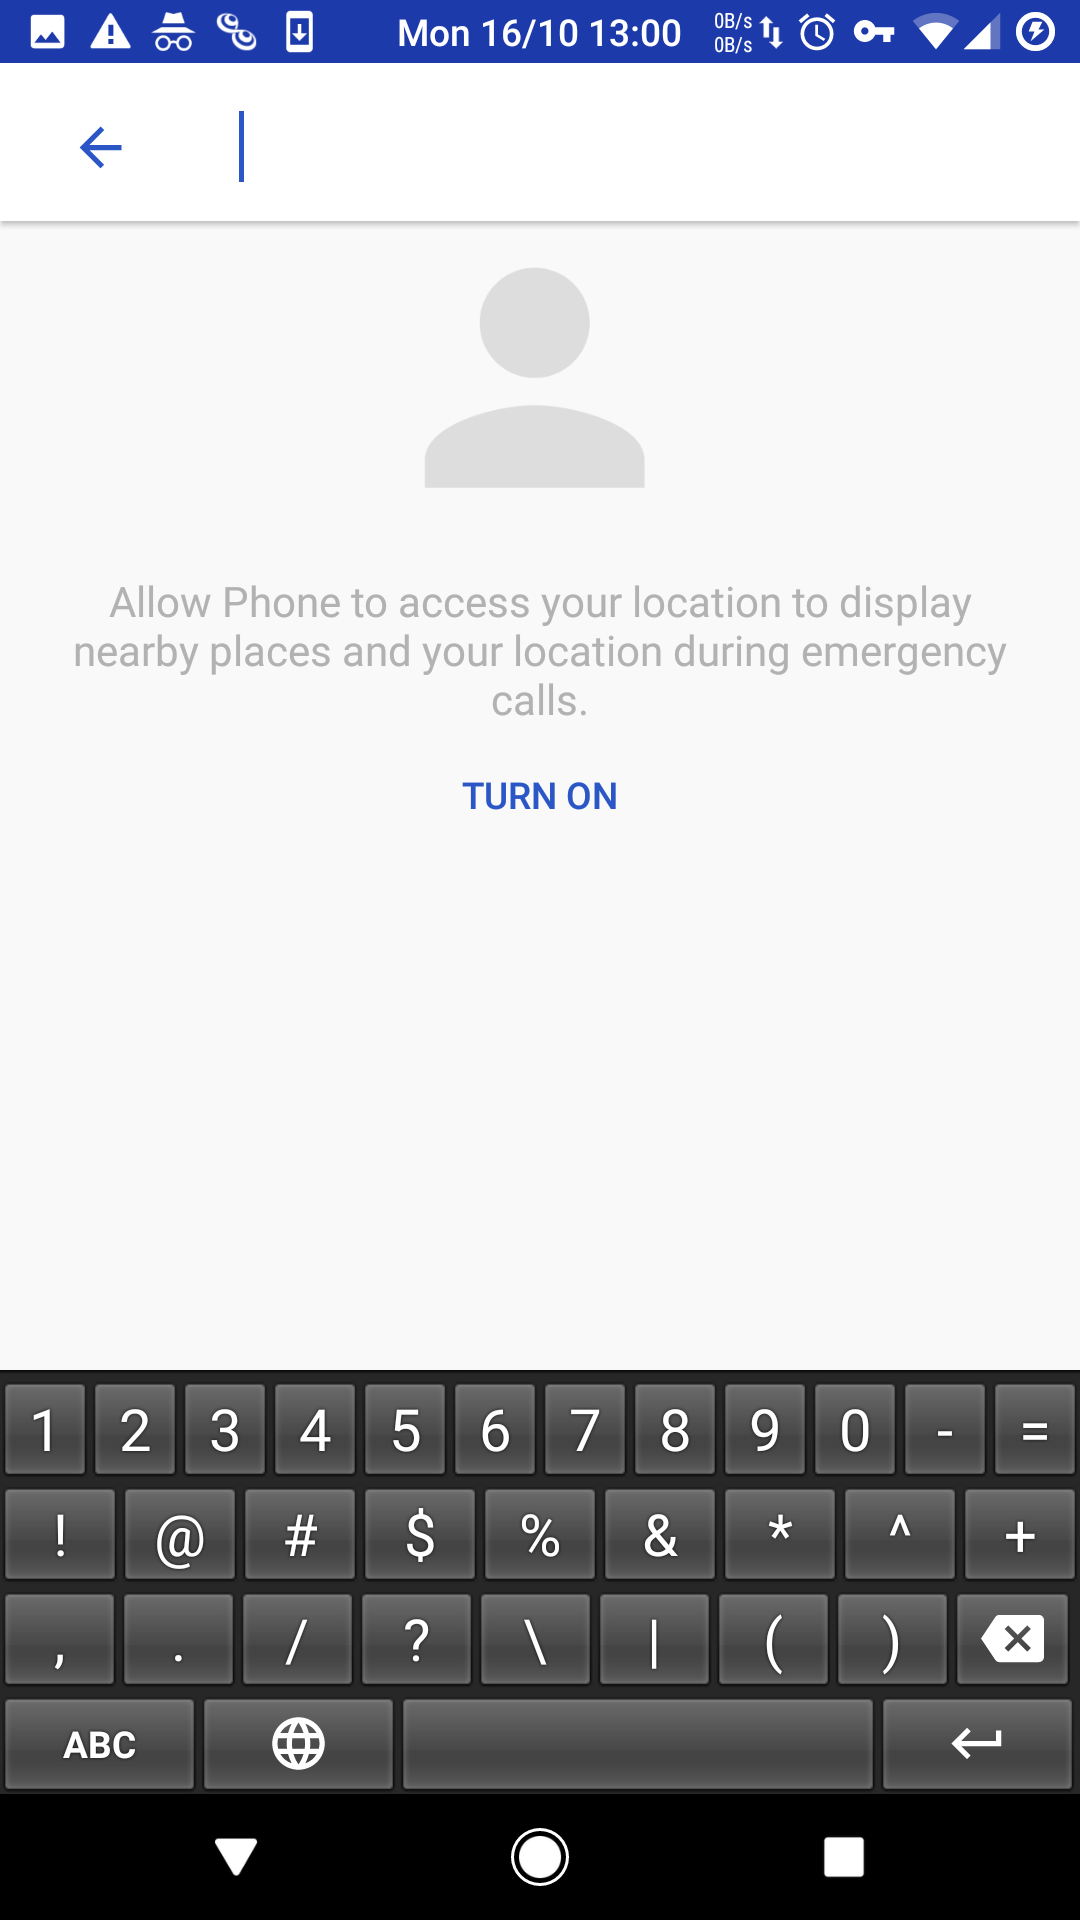 Mon 16/10 13:00
0B/s
0B/s
Allow Phone to access your location to display
nearby places and your location during emergency
calls.
TURN ON
1 2 3 4 5 6 7 8 9 0 - =
! @ # $ % & * ^ +
, . / ? \ | ( )
ABC